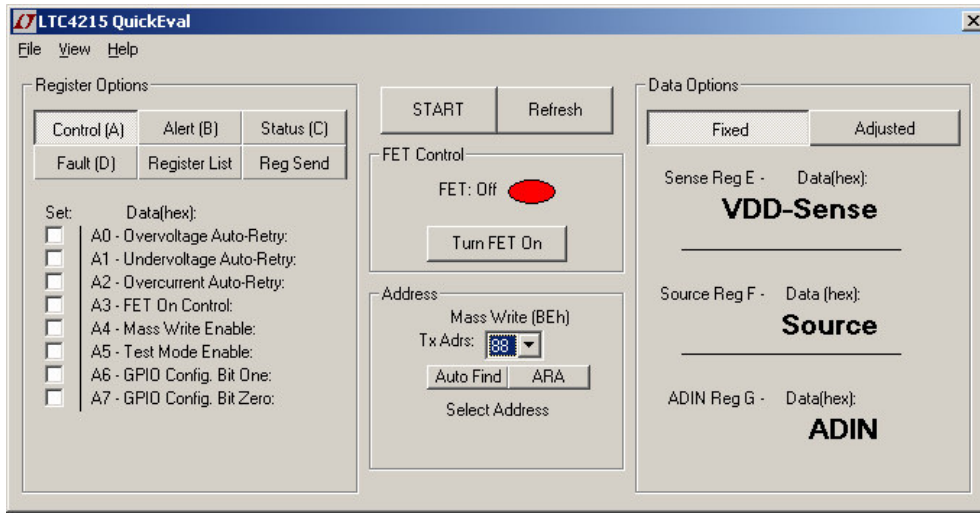 LTC4215 QuickEval
File View Help
Register Options
Control (A) Alert (B) Status (C)
Fault (D) Register List Reg Send
Set: Data(hex):
A0 - Overvoltage Auto-Retry:
A1 - Undervoltage Auto-Retry:
A2 - Overcurrent Auto-Retry:
A3 - FET On Control:
A4 - Mass Write Enable:
A5 - Test Mode Enable:
A6 - GPIO Config. Bit One:
A7 - GPIO Config. Bit Zero:
START Refresh
FET Control
FET: Off
Turn FET On
Address
Mass Write (BEh)
Tx Adrs: 88
Auto Find ARA
Select Address
Data Options
Fixed Adjusted
Sense Reg E - Data(hex):
VDD-Sense
Source Reg F - Data (hex):
Source
ADIN Reg G - Data(hex):
ADIN